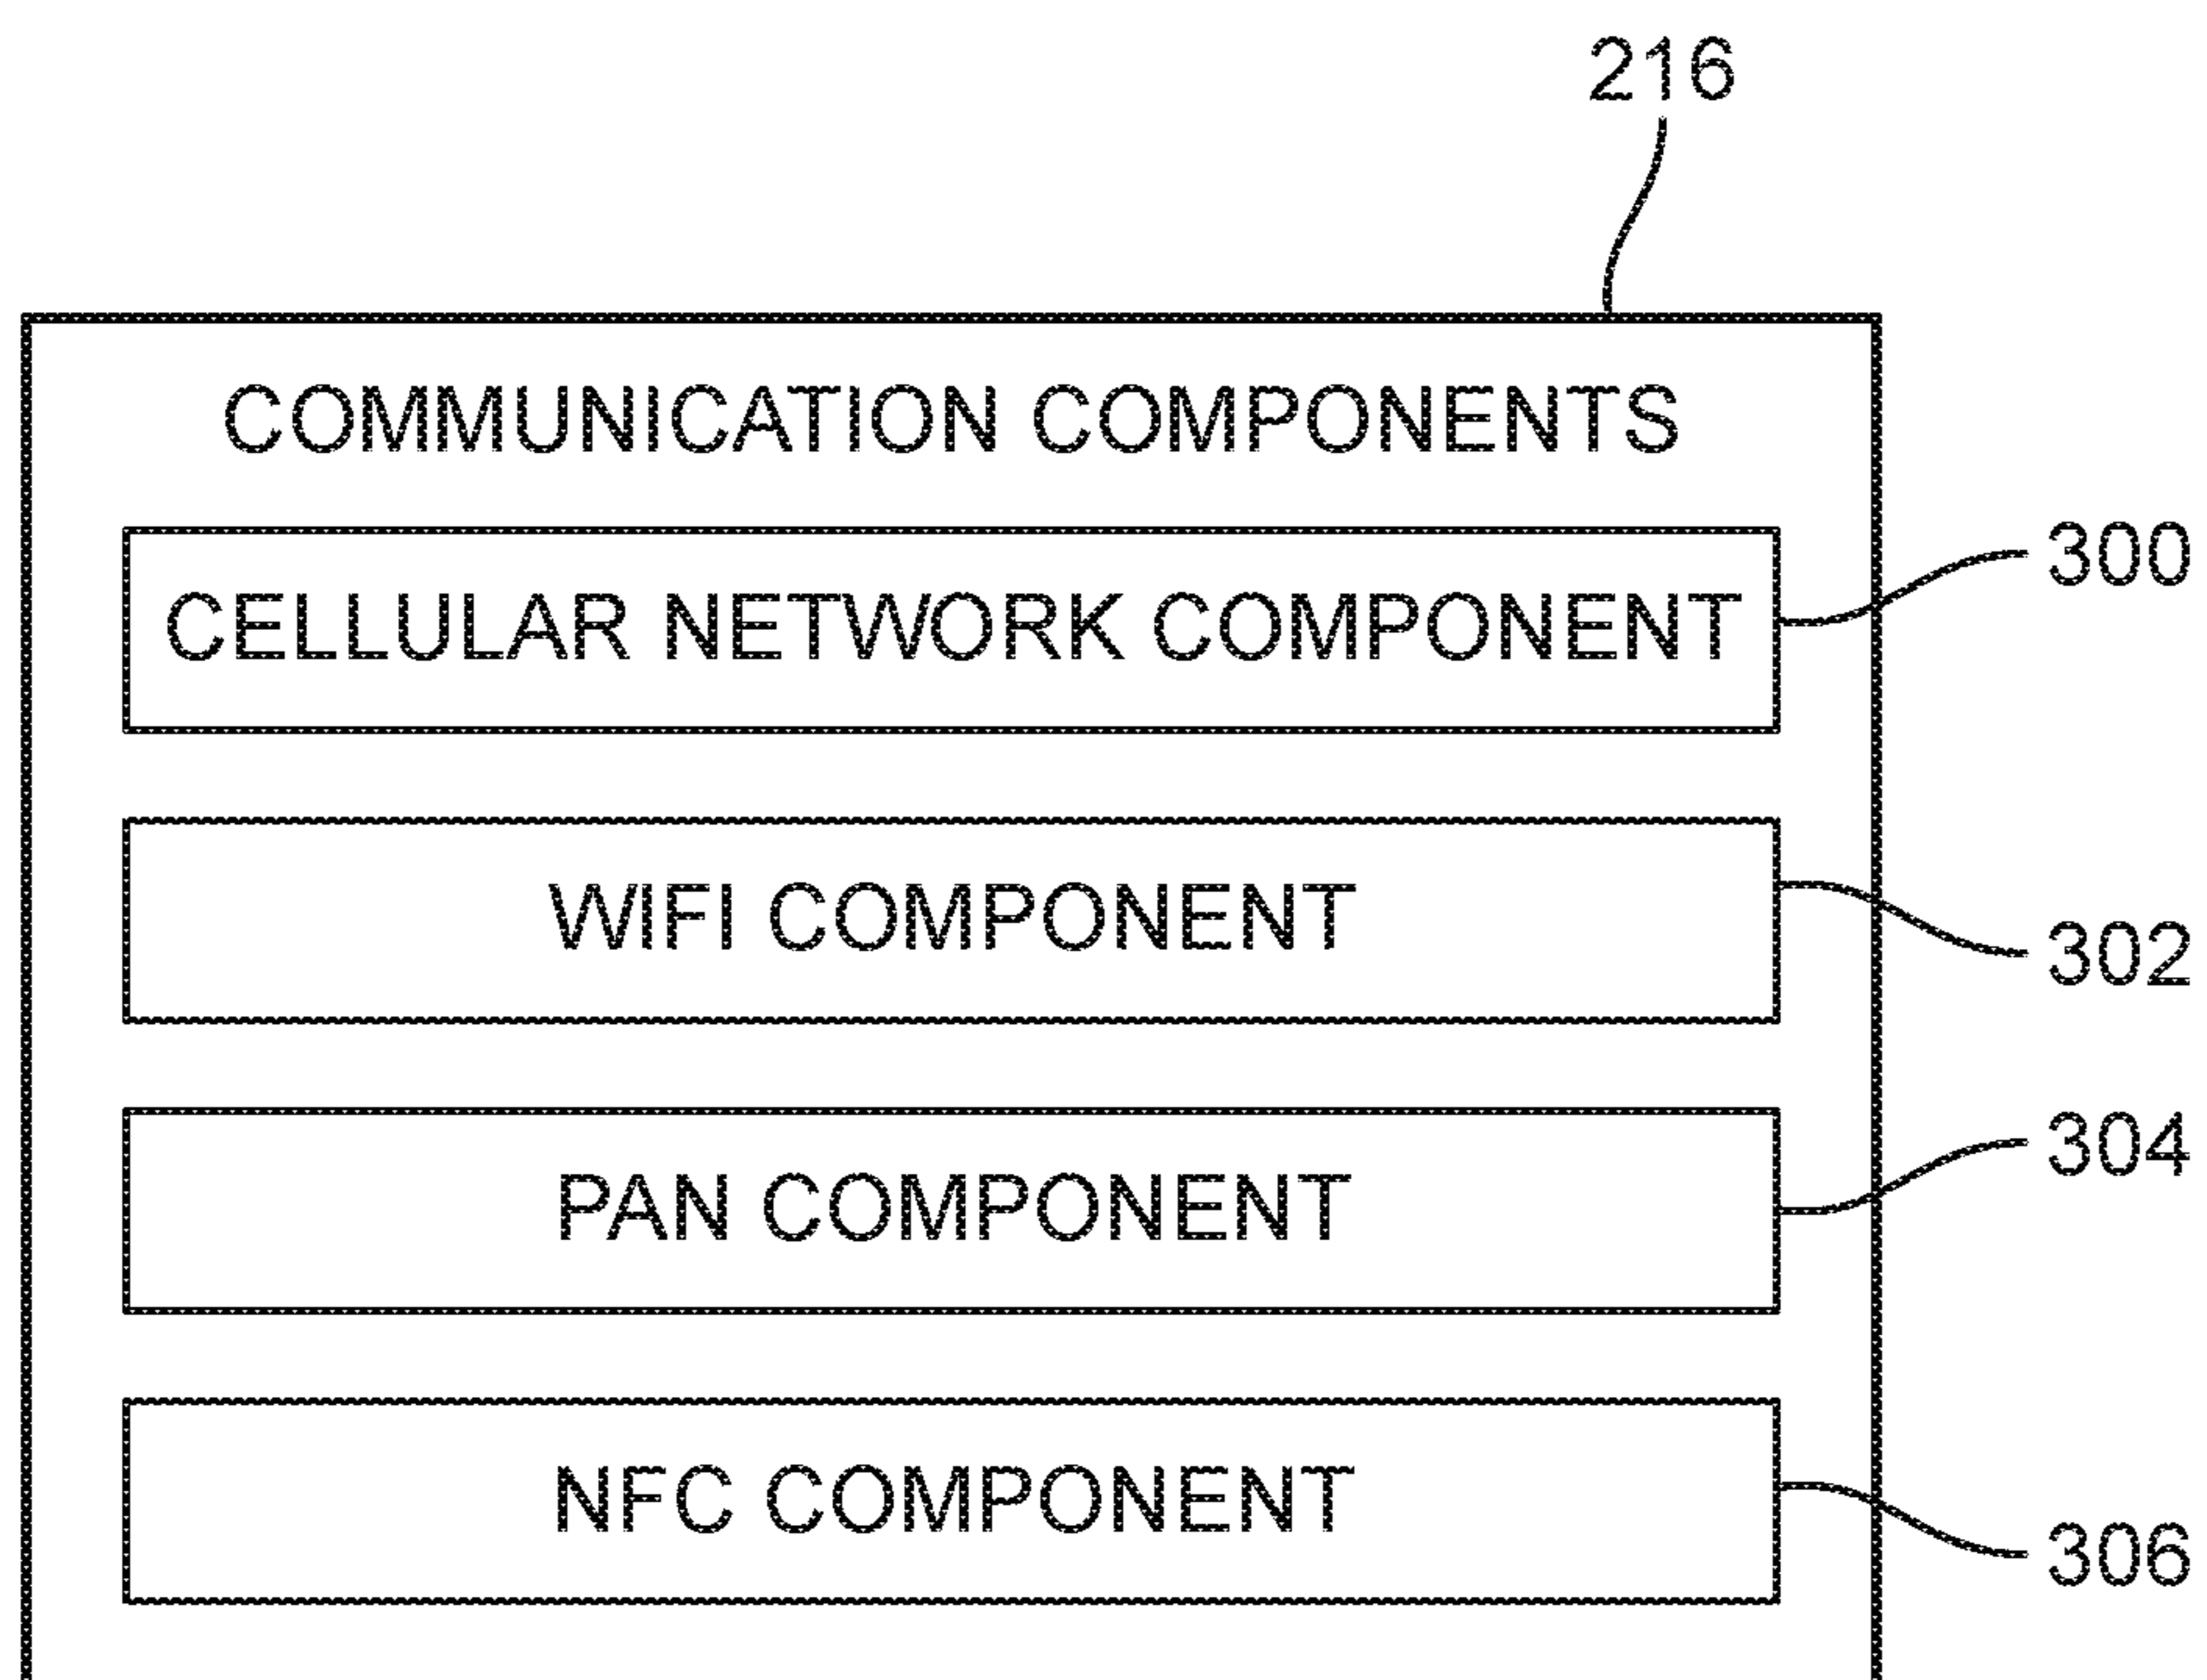 216
COMMUNICATION COMPONENTS
CELLULAR NETWORK COMPONENT
300
WIFI COMPONENT
302
PAN COMPONENT
304
NFC COMPONENT
306